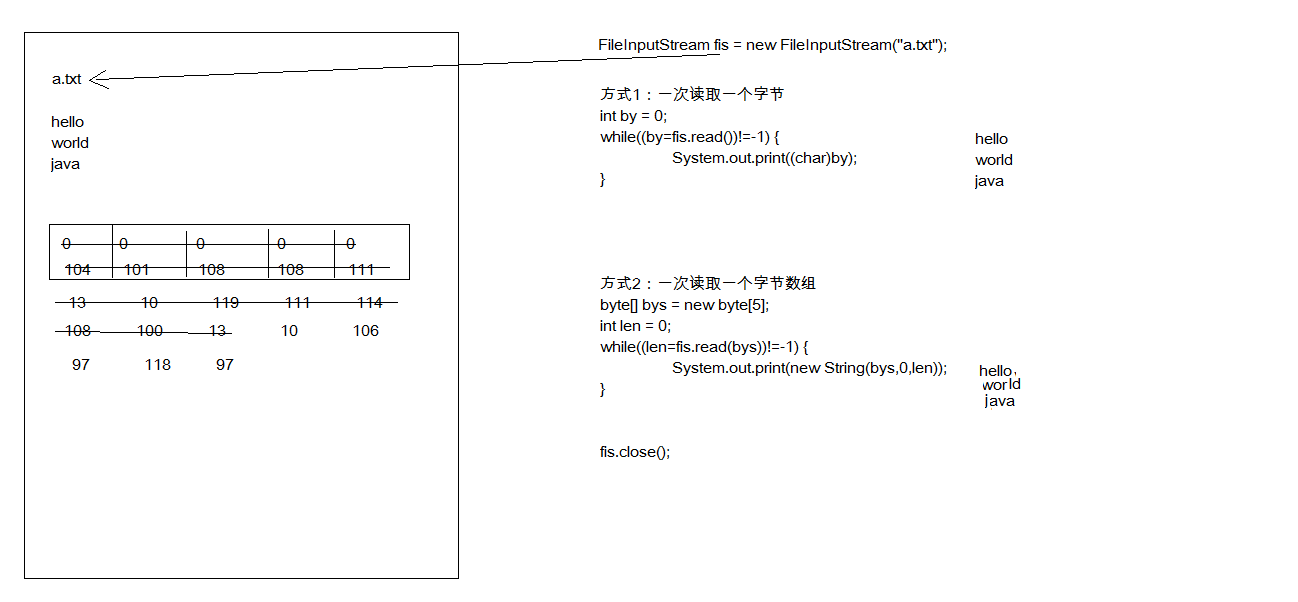 a.txt
hello
world
java
0 0 0 0 0
104 101 108 108 111
13 10 119 111 114
108 100 13 10 106
97 118 97
FileInputStream fis = new FileInputStream("a.txt");
方式1：一次读取一个字节
int by = 0;
while((by=fis.read())!=-1) {
System.out.print((char)by);
}
hello
world
java
方式2：一次读取一个字节数组
byte[] bys = new byte[5];
int len = 0;
while((len=fis.read(bys))!=-1) {
System.out.print(new String(bys,0,len));
}
hello,
world
java
fis.close();